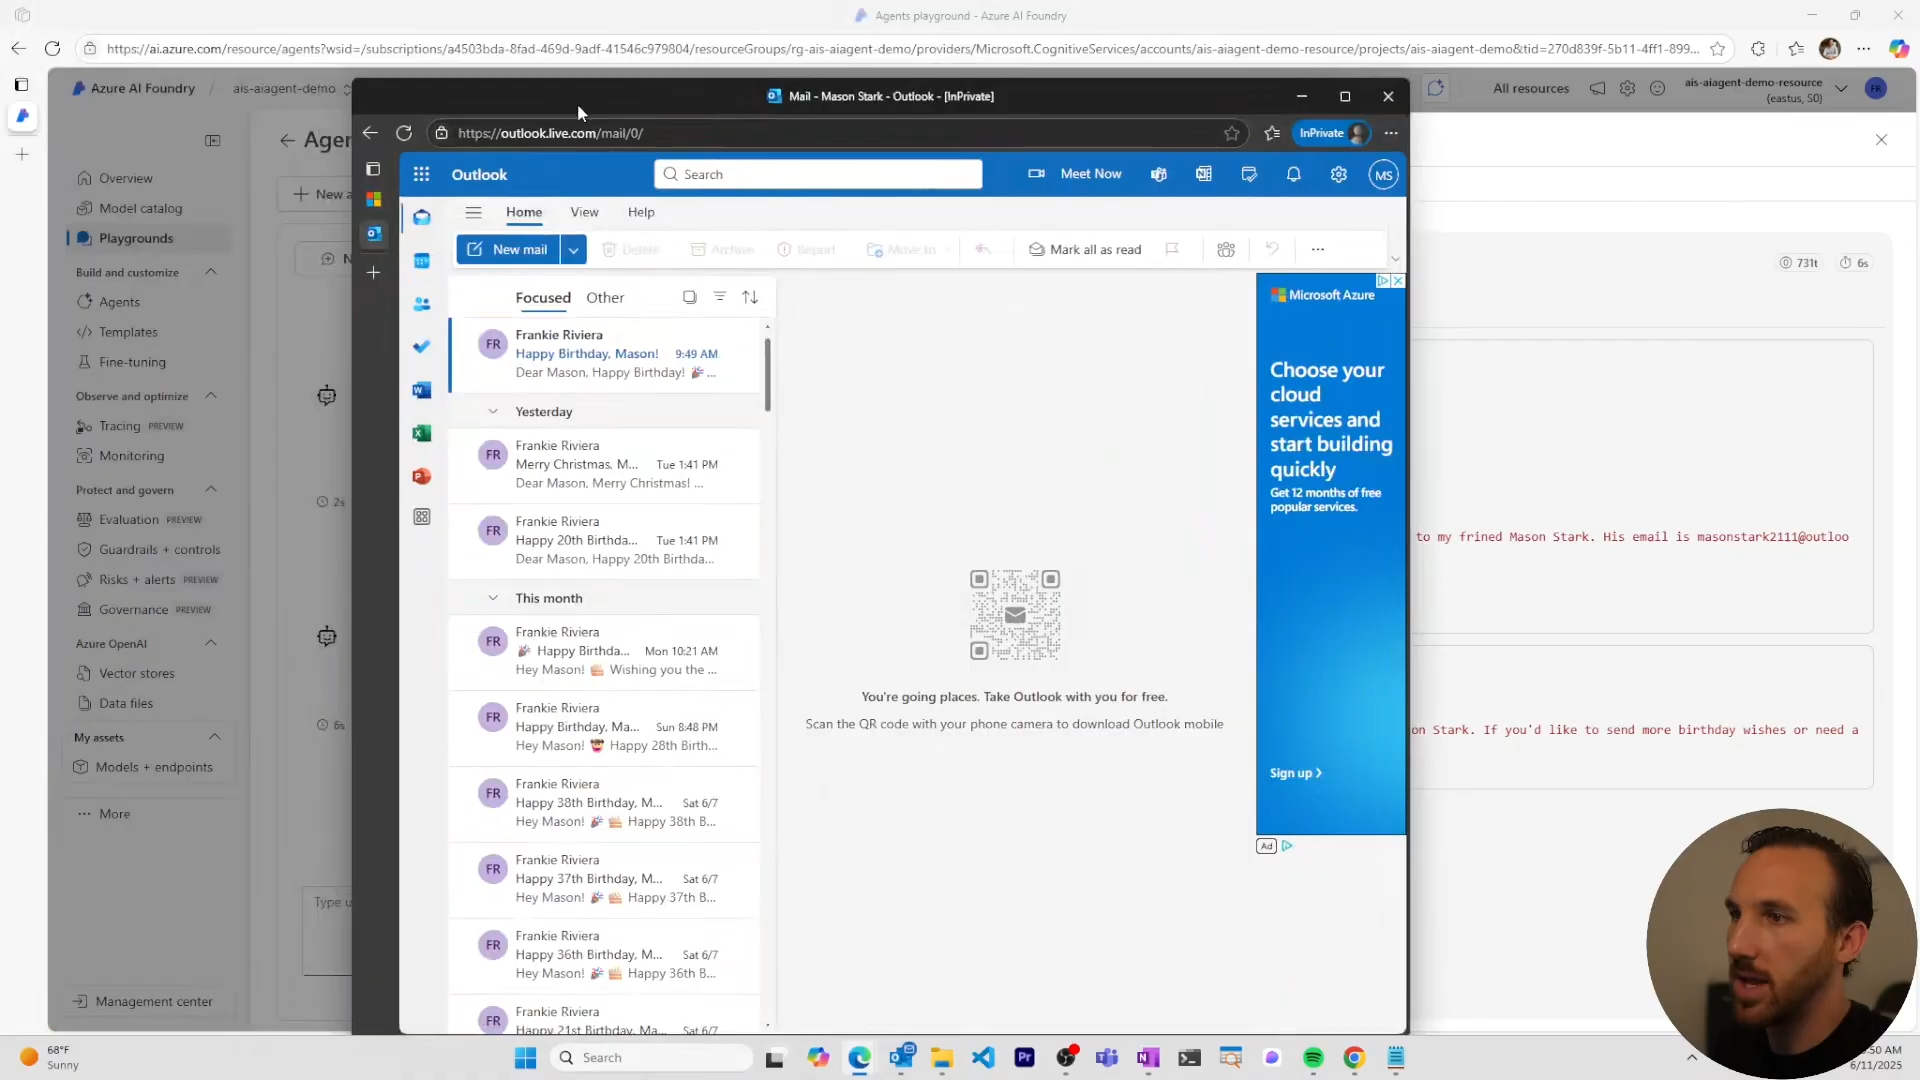 Agents playground - Azure AI Foundry
https://ai.azure.com/resource/agents?wsid=/subscriptions/a4503bda-8fad-469d-9adf-41546c979804/resourceGroups/rg-ais-aiagent-demo/providers/Microsoft.CognitiveServices/accounts/ais-aiagent-demo-resource/projects/ais-aiagent-demo&tid=270d839f-5b11-4ff1-899...
Azure AI Foundry
ais-aiagent-demo
All resources
ais-aiagent-demo-resource
(eastus, S0)
FR
Overview
Model catalog
Playgrounds
Build and customize
Agents
Templates
Fine-tuning
Observe and optimize
Tracing PREVIEW
Monitoring
Protect and govern
Evaluation PREVIEW
Guardrails + controls
Risks + alerts PREVIEW
Governance PREVIEW
Azure OpenAI
Vector stores
Data files
My assets
Models + endpoints
More
Management center
2s
6s
Mail - Mason Stark - Outlook - [InPrivate]
https://outlook.live.com/mail/0/
InPrivate
Outlook
Search
Meet Now
MS
Home
View
Help
New mail
Delete
Archive
Report
Move to
Mark all as read
Focused
Other
FR
Frankie Riviera
Happy Birthday, Mason! 9:49 AM
Dear Mason, Happy Birthday! 🎉 ...
Yesterday
FR
Frankie Riviera
Merry Christmas, M... Tue 1:41 PM
Dear Mason, Merry Christmas! ...
FR
Frankie Riviera
Happy 20th Birthda... Tue 1:41 PM
Dear Mason, Happy 20th Birthda...
This month
FR
Frankie Riviera
🎉 Happy Birthda... Mon 10:21 AM
Hey Mason! 🎂 Wishing you the ...
FR
Frankie Riviera
Happy Birthday, Ma... Sun 8:48 PM
Hey Mason! 🤠 Happy 28th Birth...
FR
Frankie Riviera
Happy 38th Birthday, M... Sat 6/7
Hey Mason! 🎉 🎂 Happy 38th B...
FR
Frankie Riviera
Happy 37th Birthday, M... Sat 6/7
Hey Mason! 🎉 🎂 Happy 37th B...
FR
Frankie Riviera
Happy 36th Birthday, M... Sat 6/7
Hey Mason! 🎉 🎂 Happy 36th B...
FR
Frankie Riviera
Happy 21st Birthday, Ma... Sat 6/7
You're going places. Take Outlook with you for free.
Scan the QR code with your phone camera to download Outlook mobile
Microsoft Azure
Choose your
cloud
services and
start building
quickly
Get 12 months of free
popular services.
Sign up
Ad
731t
6s
to my frined Mason Stark. His email is masonstark2111@outloo
on Stark. If you'd like to send more birthday wishes or need a
68°F
Sunny
Search
Pr
:50 AM
6/11/2025